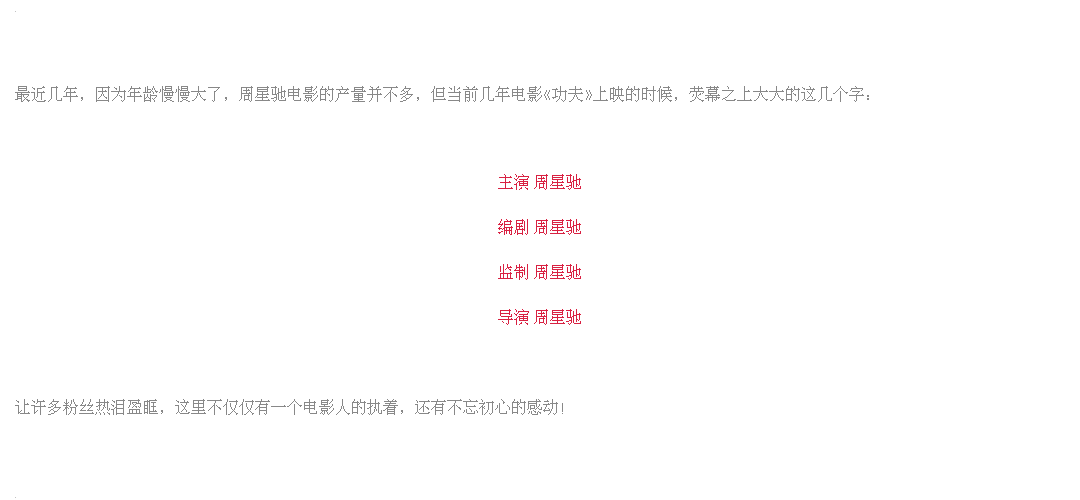 最近几年，因为年龄慢慢大了，周星驰电影的产量并不多，但当前几年电影《功夫》上映的时候，荧幕之上大大的这几个字：
主演 周星驰
编剧 周星驰
监制 周星驰
导演 周星驰
让许多粉丝热泪盈眶，这里不仅仅有一个电影人的执着，还有不忘初心的感动！